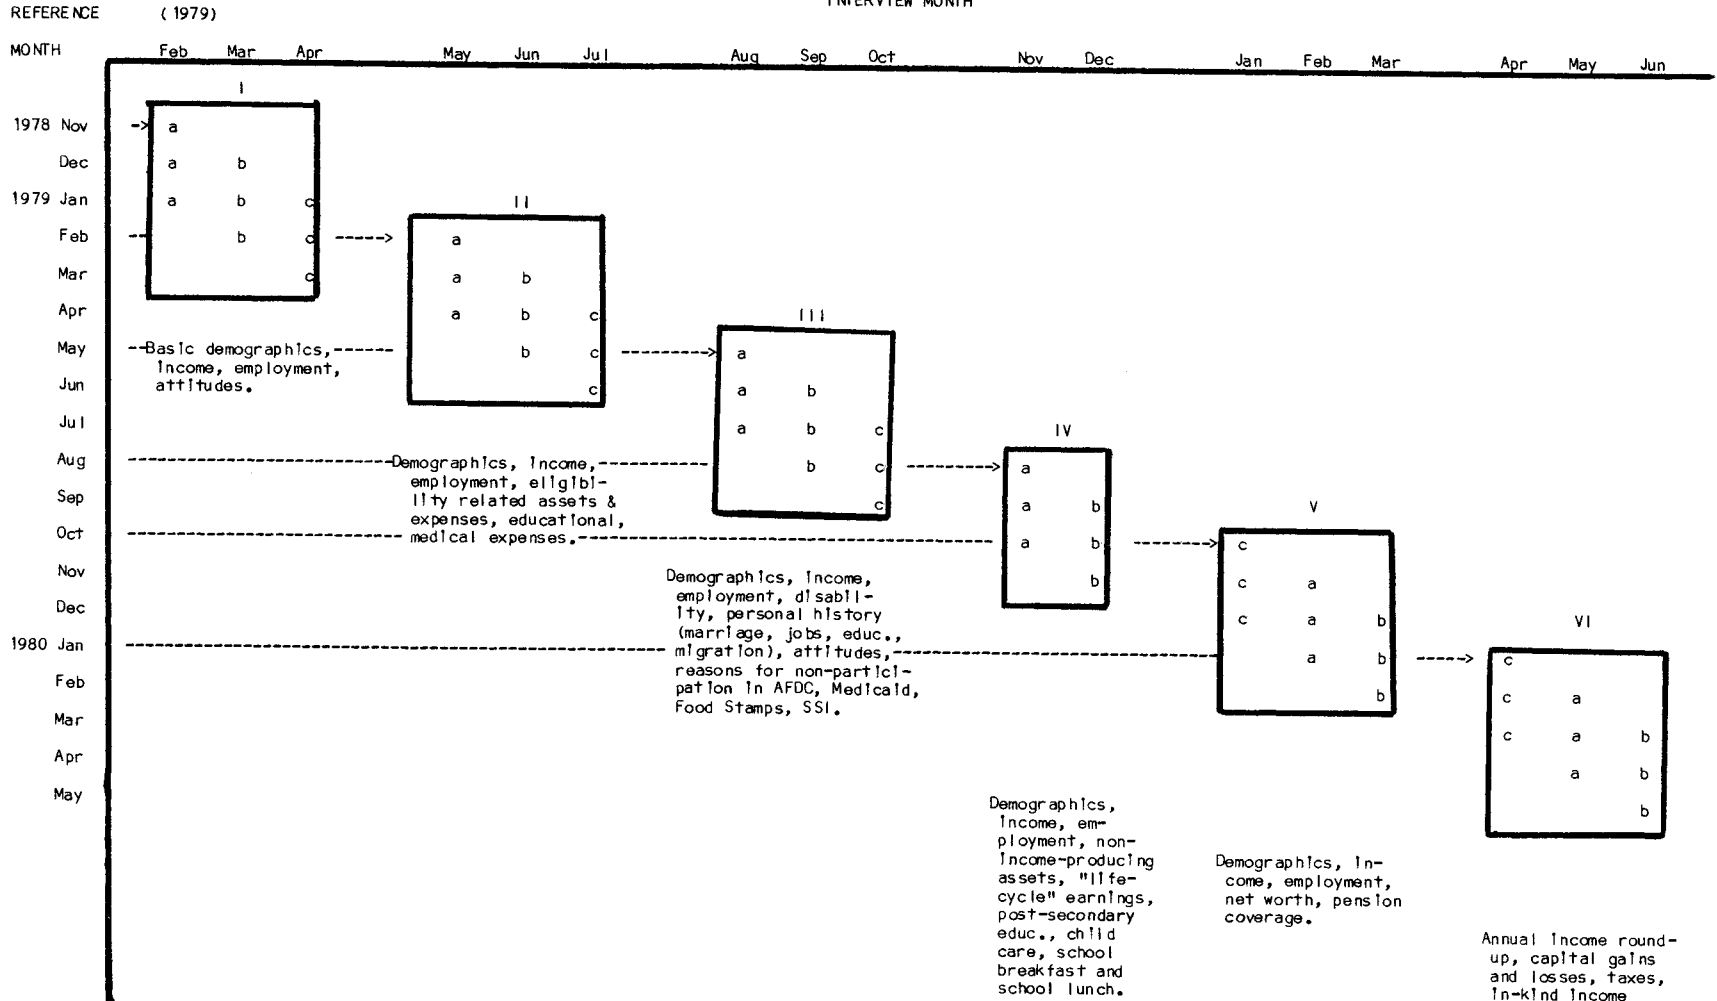 INTERVIEW MONTH
REFERENCE (1979)
MONTH Feb Mar Apr May Jun Jul Aug Sep Oct Nov Dec Jan Feb Mar Apr May Jun
I
1978 Nov --> a
Dec a b
1979 Jan a b c II
Feb -- b c -----> a
Mar c a b
Apr a b c III
May --Basic demographics,------ b c --------> a
income, employment,
attitudes.
Jun c a b
Jul a b c IV
Aug ----------Demographics, income,-------- b c --------> a
employment, eligibi-
lity related assets &
expenses, educational,
medical expenses.----------
Sep c a b V
Oct ---------- a b -------> c
Nov b c a
Demographics, income,
employment, disabil-
ity, personal history
(marriage, jobs, educ.,
migration), attitudes,----------
reasons for non-partici-
pation in AFDC, Medicaid,
Food Stamps, SSI.
Dec c a b VI
1980 Jan ---------- a b -----> c
Feb b c a
Mar c a b
Apr a b
May b
Demographics,
income, em-
ployment, non-
income-producing
assets, "life-
cycle" earnings,
post-secondary
educ., child
care, school
breakfast and
school lunch.
Demographics, in-
come, employment,
net worth, pension
coverage.
Annual income round-
up, capital gains
and losses, taxes,
in-kind income